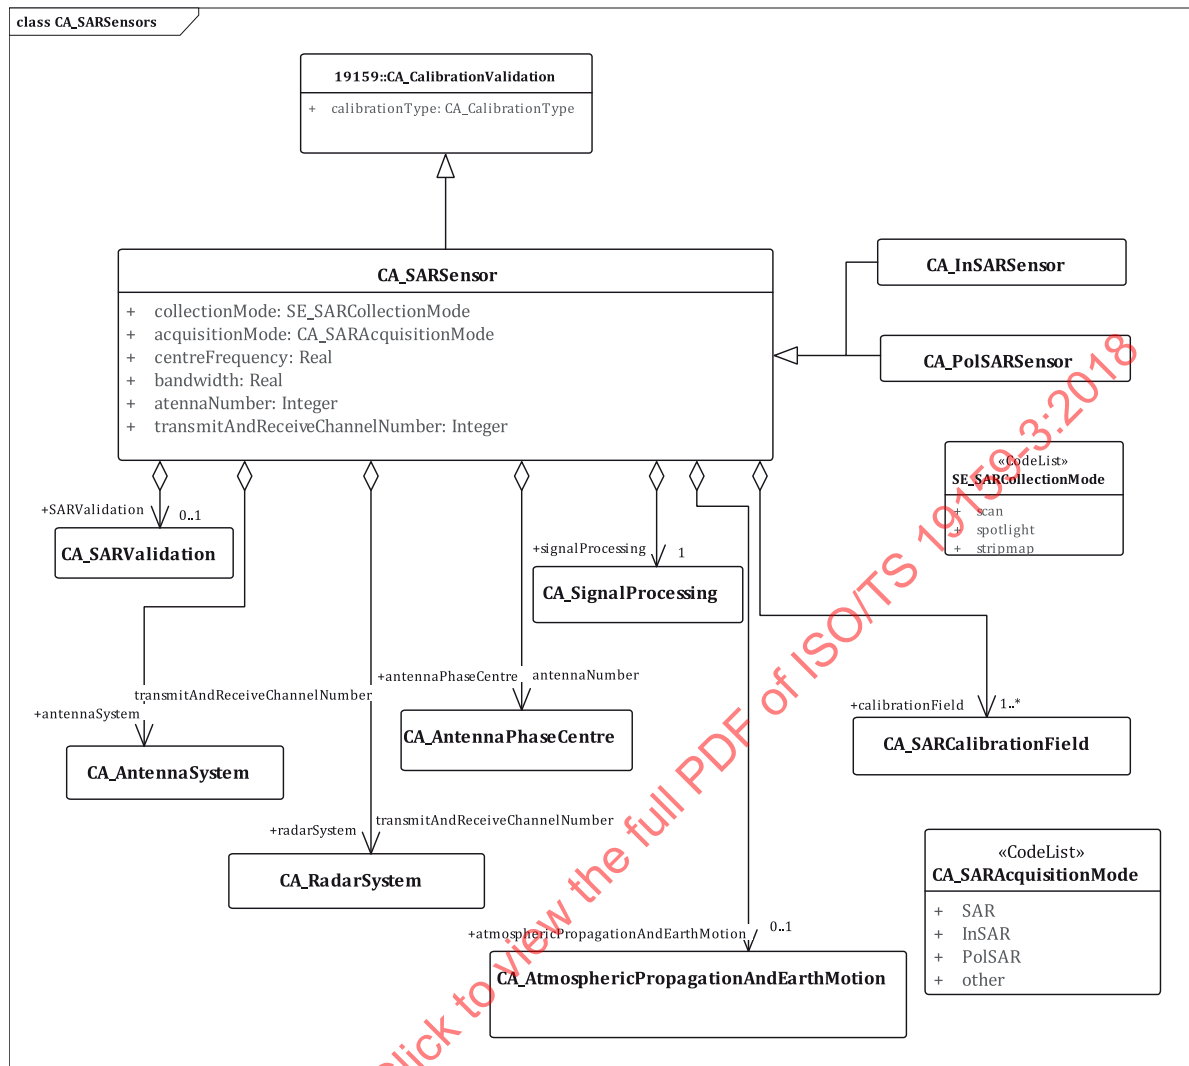 class CA_SARSensors
19159::CA_CalibrationValidation
+ calibrationType: CA_CalibrationType
CA_SARSensor
+ collectionMode: SE_SARCollectionMode
+ acquisitionMode: CA_SARAcquisitionMode
+ centreFrequency: Real
+ bandwidth: Real
+ atennaNumber: Integer
+ transmitAndReceiveChannelNumber: Integer
CA_InSARSensor
CA_PolSARSensor
«CodeList»
SE_SARCollectionMode
+ scan
+ spotlight
+ stripmap
+SARValidation 0..1
CA_SARValidation
+signalProcessing 1
CA_SignalProcessing
transmitAndReceiveChannelNumber
+antennaSystem
CA_AntennaSystem
+antennaPhaseCentre antennaNumber
CA_AntennaPhaseCentre
+calibrationField 1..*
CA_SARCalibrationField
transmitAndReceiveChannelNumber
+radarSystem
CA_RadarSystem
+atmosphericPropagationAndEarthMotion 0..1
CA_AtmosphericPropagationAndEarthMotion
«CodeList»
CA_SARAcquisitionMode
+ SAR
+ InSAR
+ PolSAR
+ other
Click to view the full PDF of ISO/TS 19159-3:2018